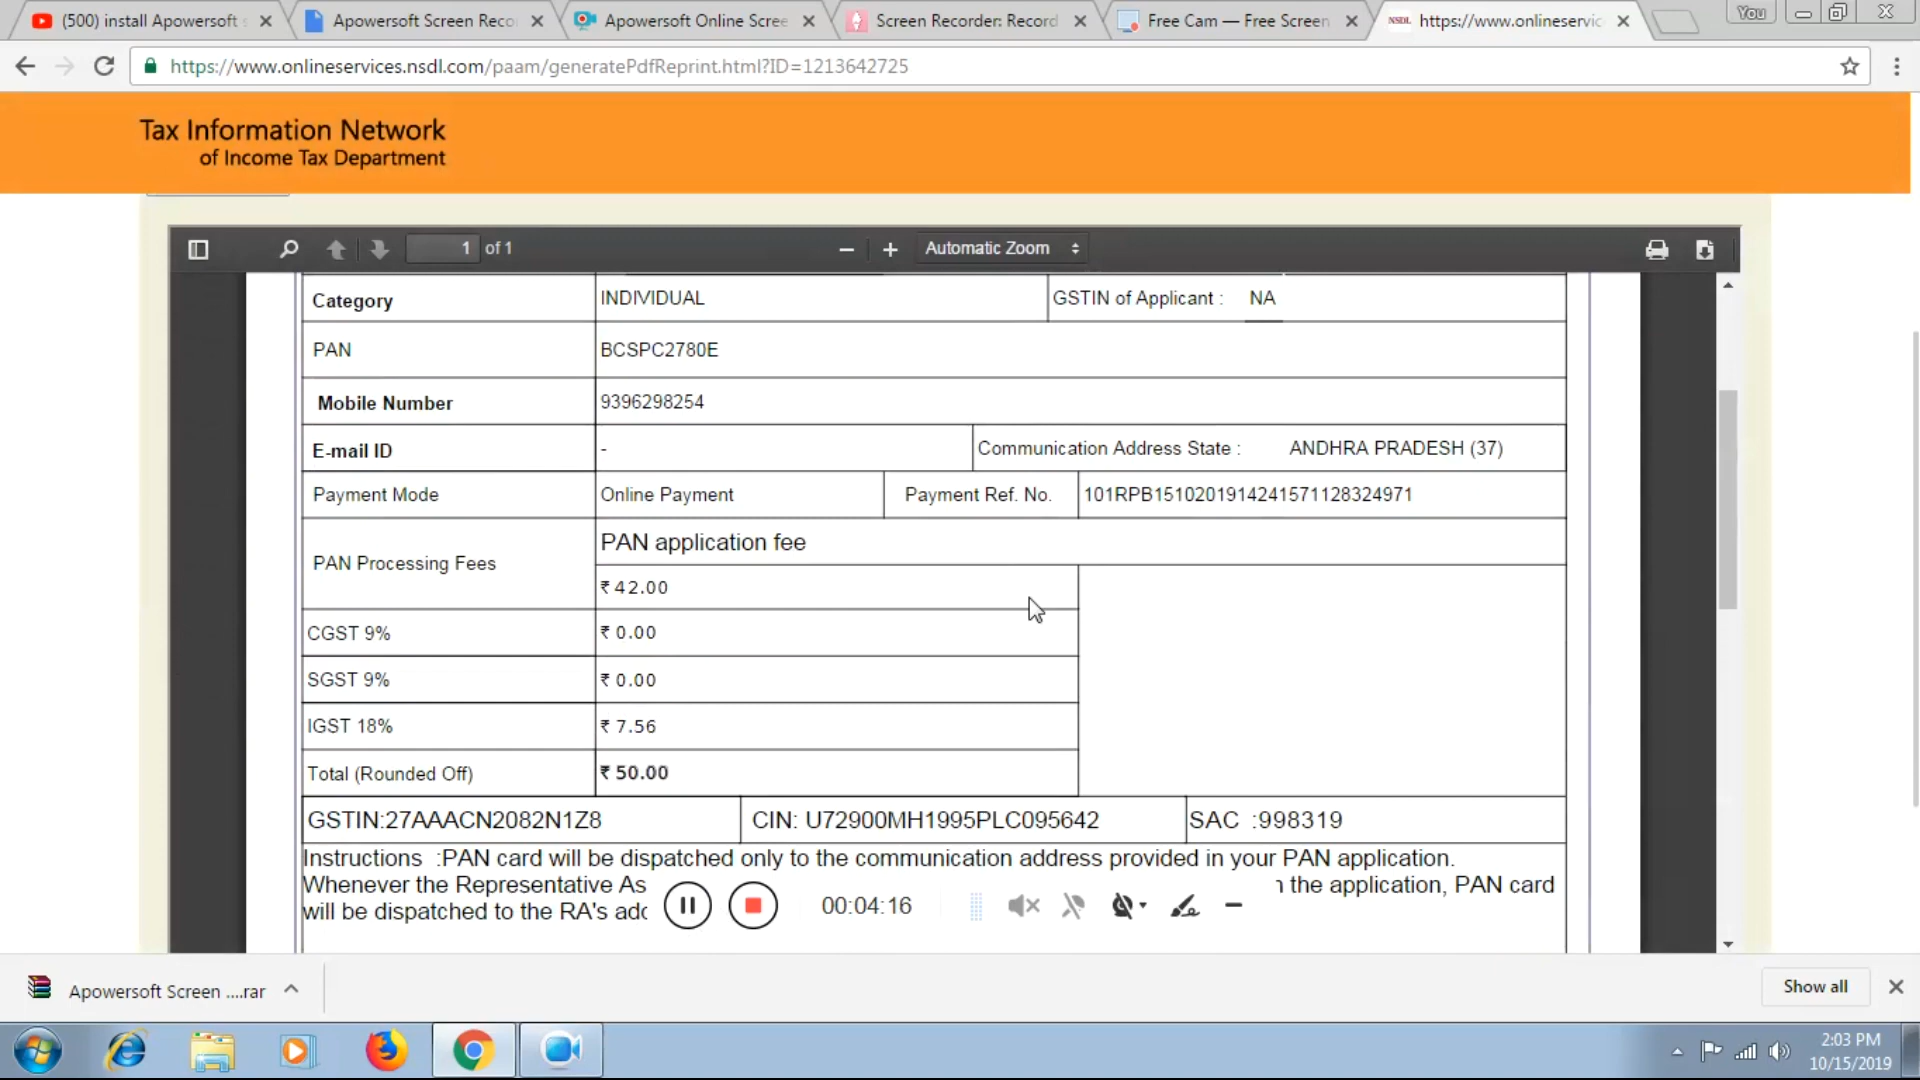 (500) install Apowersoft s
Apowersoft Screen Reco
Apowersoft Online Scree
Screen Recorder: Record
Free Cam — Free Screen
NSDL https://www.onlineservic
You
https://www.onlineservices.nsdl.com/paam/generatePdfReprint.html?ID=1213642725
Tax Information Network
of Income Tax Department
1 of 1
Automatic Zoom
Category INDIVIDUAL GSTIN of Applicant : NA
PAN BCSPC2780E
Mobile Number 9396298254
E-mail ID - Communication Address State : ANDHRA PRADESH (37)
Payment Mode Online Payment Payment Ref. No. 101RPB1510201914241571128324971
PAN application fee
PAN Processing Fees
₹ 42.00
CGST 9% ₹ 0.00
SGST 9% ₹ 0.00
IGST 18% ₹ 7.56
Total (Rounded Off) ₹ 50.00
GSTIN:27AAACN2082N1Z8 CIN: U72900MH1995PLC095642 SAC :998319
Instructions :PAN card will be dispatched only to the communication address provided in your PAN application.
Whenever the Representative As the application, PAN card
will be dispatched to the RA's adc
00:04:16
Apowersoft Screen ....rar
Show all
2:03 PM
10/15/2019